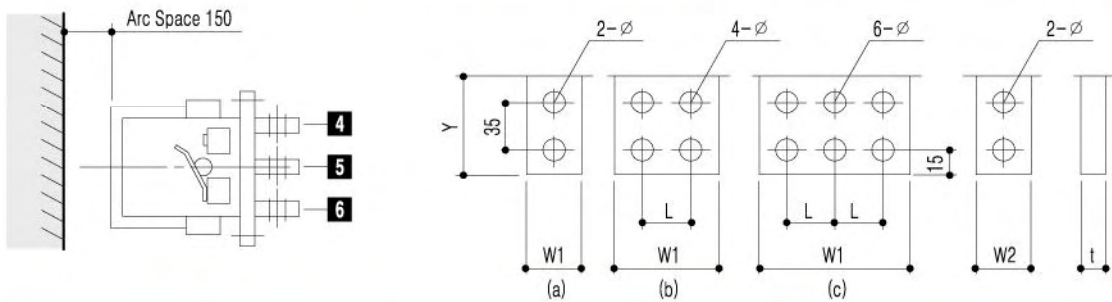 Arc Space 150
4
5
6
2-∅ 4-∅ 6-∅ 2-∅
Y 35 15
L L L
W1 W1 W1 W2 t
(a) (b) (c)